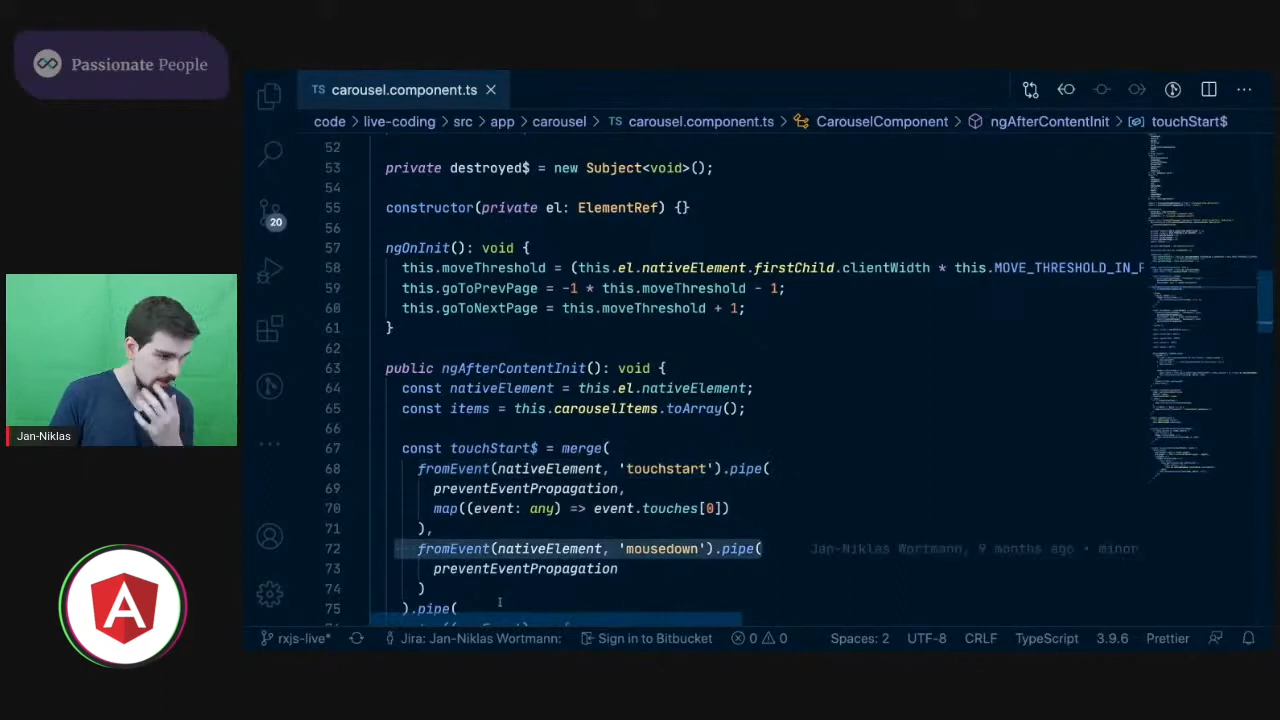 Passionate People
TS carousel.component.ts
code > live-coding > src > app > carousel > TS carousel.component.ts > CarouselComponent > ngAfterContentInit > touchStart$
52
53 private destroyed$ = new Subject<void>();
54
55 constructor(private el: ElementRef) {}
56
57 ngOnInit(): void {
58 this.moveThreshold = (this.el.nativeElement.firstChild.clientWidth * this.MOVE_THRESHOLD_IN_P
59 this.goToPrevPage = -1 * this.moveThreshold - 1;
60 this.goToNextPage = this.moveThreshold + 1;
61 }
62
63 public ngAfterContentInit(): void {
64 const nativeElement = this.el.nativeElement;
65 const items = this.carouselItems.toArray();
66
67 const touchStart$ = merge(
68 fromEvent(nativeElement, 'touchstart').pipe(
69 preventEventPropagation,
70 map((event: any) => event.touches[0])
71 ),
72 fromEvent(nativeElement, 'mousedown').pipe( Jan-Niklas Wortmann, 9 months ago • minor
73 preventEventPropagation
74 )
75 ).pipe(
20
Jan-Niklas
rxjs-live* Jira: Jan-Niklas Wortmann: Sign in to Bitbucket 0 0 Spaces: 2 UTF-8 CRLF TypeScript 3.9.6 Prettier